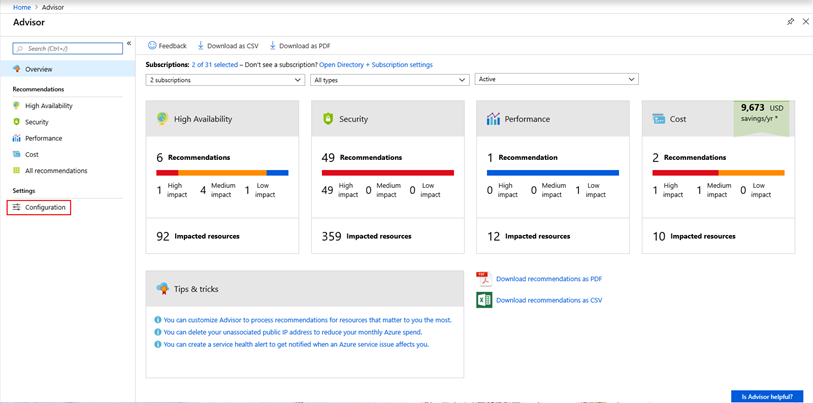 Home > Advisor
Advisor
Search (Ctrl+/)
«
Overview
Recommendations
High Availability
Security
Performance
Cost
All recommendations
Settings
Configuration
Feedback
Download as CSV
Download as PDF
Subscriptions: 2 of 31 selected – Don't see a subscription? Open Directory + Subscription settings
2 subscriptions
All types
Active
High Availability
6 Recommendations
1 High impact 4 Medium impact 1 Low impact
92 Impacted resources
Security
49 Recommendations
49 High impact 0 Medium impact 0 Low impact
359 Impacted resources
Performance
1 Recommendation
0 High impact 0 Medium impact 1 Low impact
12 Impacted resources
Cost
9,673 USD
savings/yr *
2 Recommendations
1 High impact 1 Medium impact 0 Low impact
10 Impacted resources
Tips & tricks
You can customize Advisor to process recommendations for resources that matter to you the most.
You can delete your unassociated public IP address to reduce your monthly Azure spend.
You can create a service health alert to get notified when an Azure service issue affects you.
Download recommendations as PDF
Download recommendations as CSV
Is Advisor helpful?